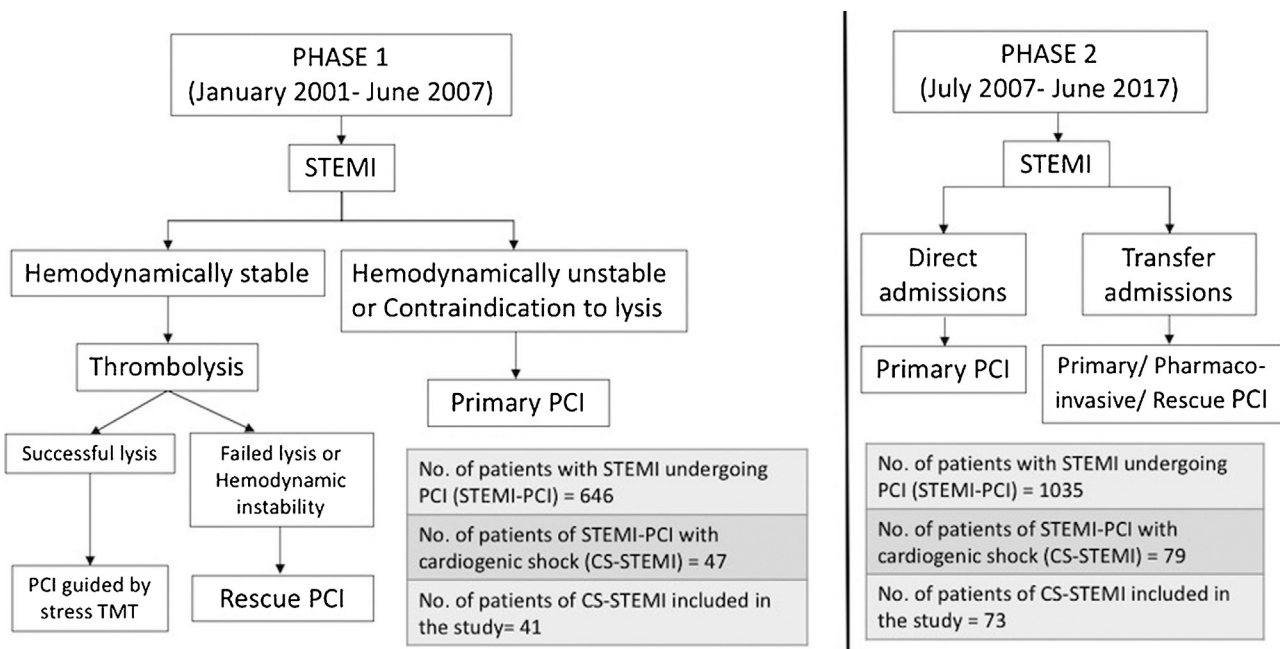 PHASE 1
(January 2001- June 2007)
STEMI
Hemodynamically stable
Hemodynamically unstable
or Contraindication to lysis
Thrombolysis
Primary PCI
Successful lysis
Failed lysis or
Hemodynamic
instability
PCI guided by
stress TMT
Rescue PCI
No. of patients with STEMI undergoing
PCI (STEMI-PCI) = 646
No. of patients of STEMI-PCI with
cardiogenic shock (CS-STEMI) = 47
No. of patients of CS-STEMI included in
the study= 41
PHASE 2
(July 2007- June 2017)
STEMI
Direct
admissions
Transfer
admissions
Primary PCI
Primary/ Pharmaco-
invasive/ Rescue PCI
No. of patients with STEMI undergoing
PCI (STEMI-PCI) = 1035
No. of patients of STEMI-PCI with
cardiogenic shock (CS-STEMI) = 79
No. of patients of CS-STEMI included in
the study = 73